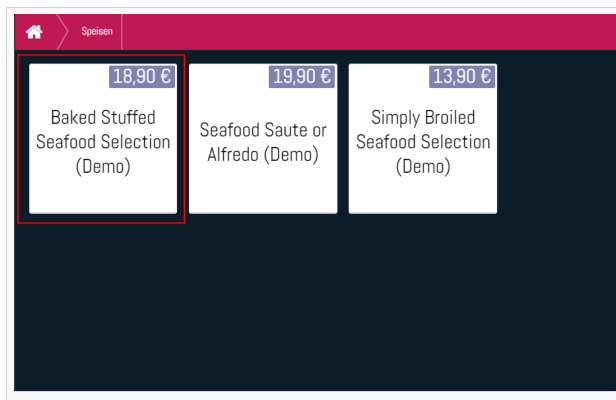 Speisen
18,90 €
Baked Stuffed
Seafood Selection
(Demo)
19,90 €
Seafood Saute or
Alfredo (Demo)
13,90 €
Simply Broiled
Seafood Selection
(Demo)